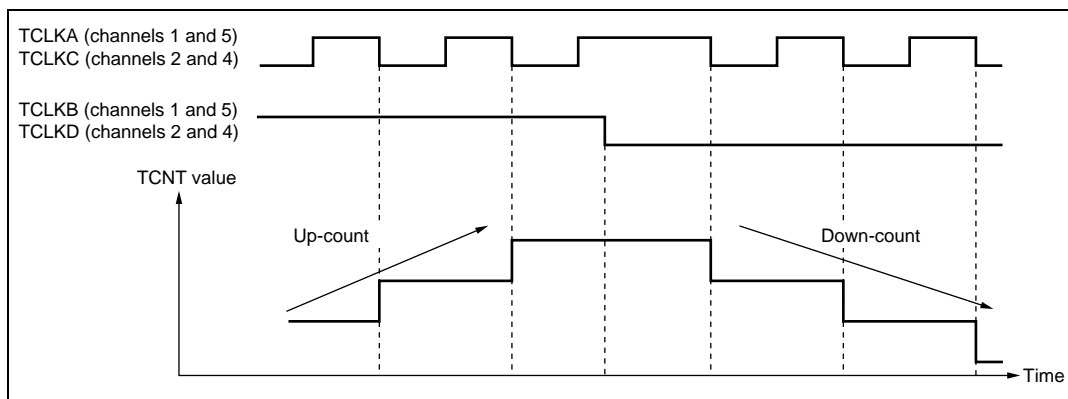 TCLKA (channels 1 and 5)
TCLKC (channels 2 and 4)
TCLKB (channels 1 and 5)
TCLKD (channels 2 and 4)
TCNT value
Up-count
Down-count
Time